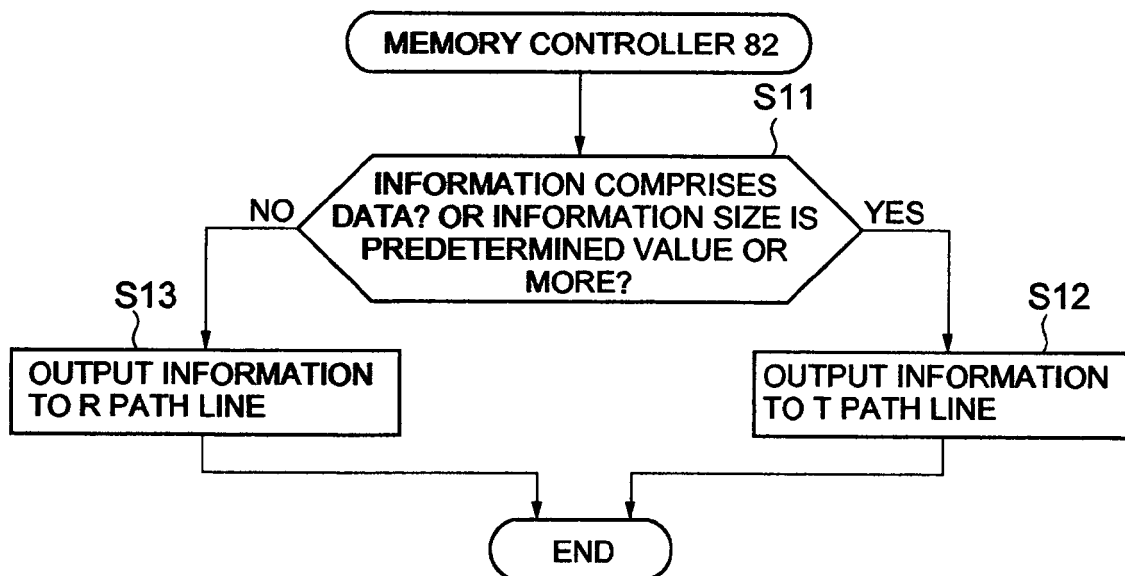 MEMORY CONTROLLER 82
S11
INFORMATION COMPRISES
DATA? OR INFORMATION SIZE IS
PREDETERMINED VALUE OR
MORE?
NO
YES
S13
S12
OUTPUT INFORMATION
TO R PATH LINE
OUTPUT INFORMATION
TO T PATH LINE
END